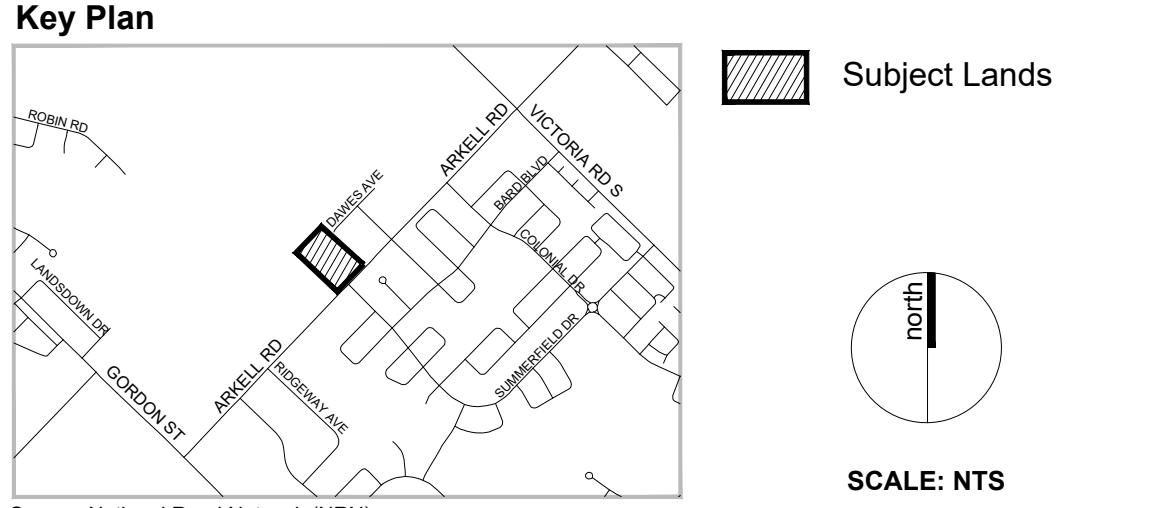 Key Plan
Subject Lands
ROBIN RD
ARKELL RD
VICTORIA RD S
BARD BLVD
DAWES AVE
COLONIAL DR
LANDSDOWN DR
north
SUMMERFIELD DR
ARKELL RD
RIDGEWAY AVE
GORDON ST
SCALE: NTS